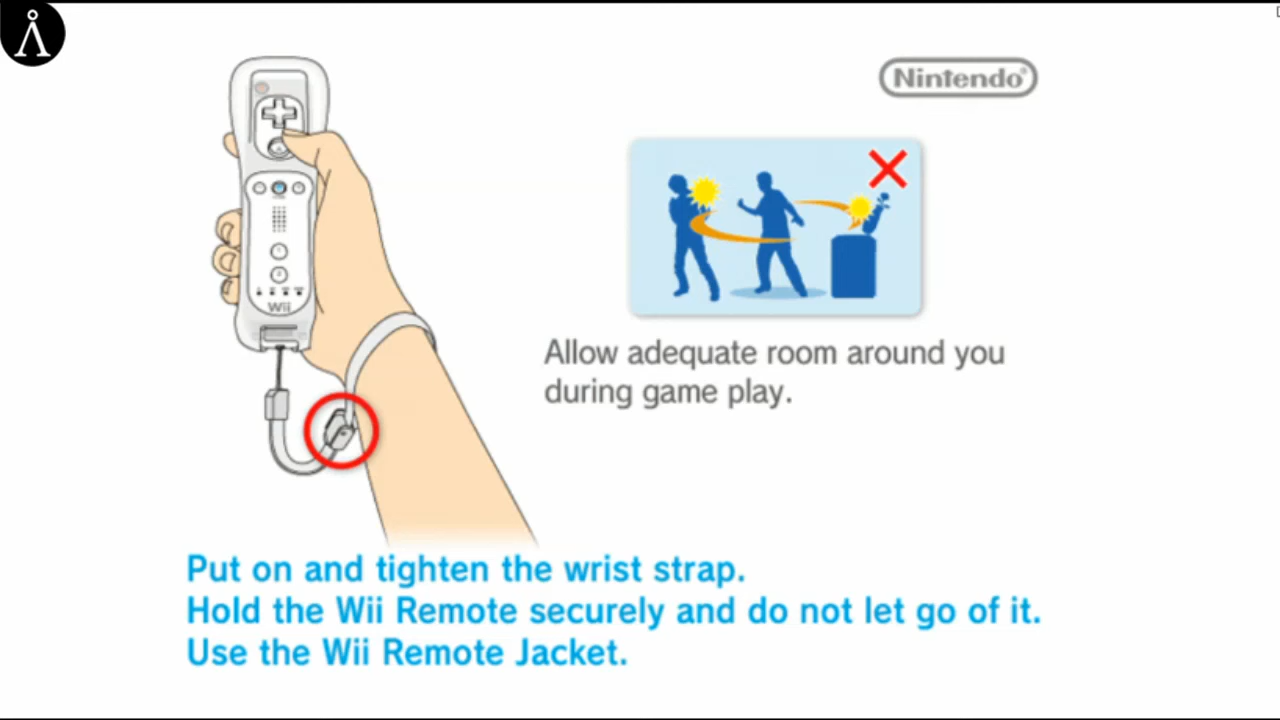 Nintendo®
Allow adequate room around you
during game play.
Wii
Put on and tighten the wrist strap.
Hold the Wii Remote securely and do not let go of it.
Use the Wii Remote Jacket.